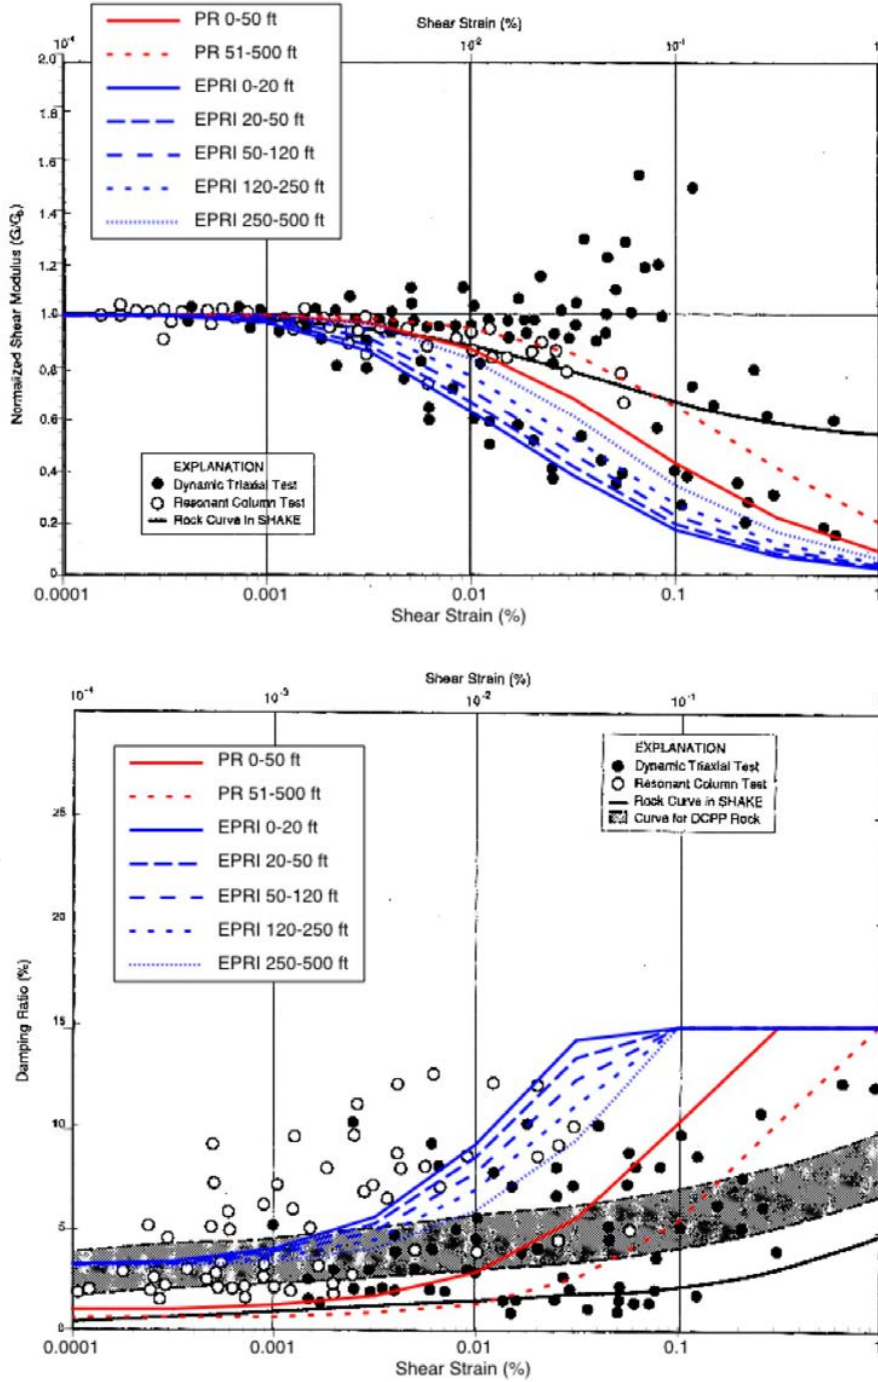 Shear Strain (%)
10⁻⁴
10⁻²
10⁻¹
1
PR 0-50 ft
PR 51-500 ft
EPRI 0-20 ft
EPRI 20-50 ft
EPRI 50-120 ft
EPRI 120-250 ft
EPRI 250-500 ft
2.0
1.8
1.6
1.4
1.2
1.0
0.8
0.6
0.4
0.2
0
Normalized Shear Modulus (G/G₀)
EXPLANATION
Dynamic Triaxial Test
Resonant Column Test
Rock Curve in SHAKE
0.0001
0.001
0.01
0.1
1
Shear Strain (%)
Shear Strain (%)
10⁻⁴
10⁻³
10⁻²
10⁻¹
PR 0-50 ft
PR 51-500 ft
EPRI 0-20 ft
EPRI 20-50 ft
EPRI 50-120 ft
EPRI 120-250 ft
EPRI 250-500 ft
EXPLANATION
Dynamic Triaxial Test
Resonant Column Test
Rock Curve in SHAKE
Curve for DCPP Rock
25
20
15
10
5
0
Damping Ratio (%)
0.0001
0.001
0.01
0.1
1
Shear Strain (%)